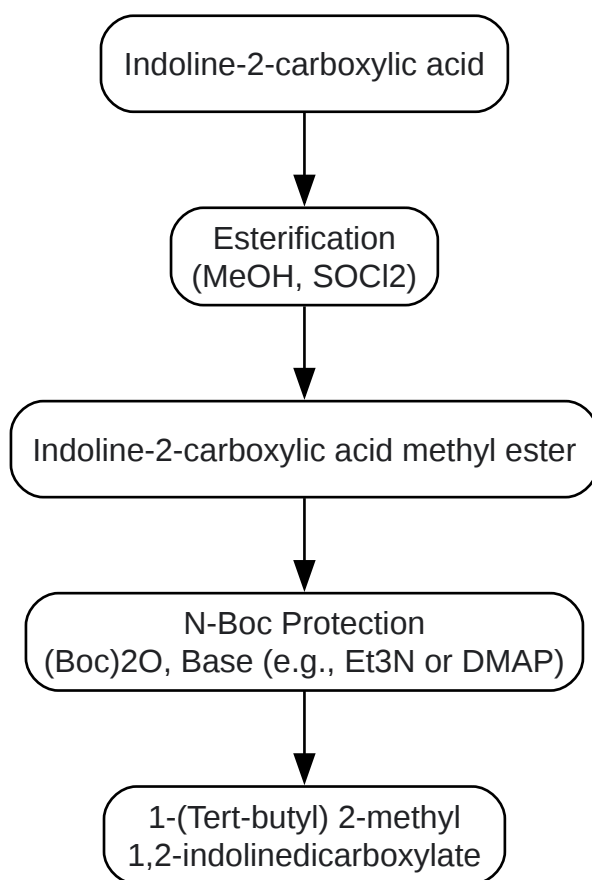 Indoline-2-carboxylic acid
Esterification
(MeOH, SOCl2)
Indoline-2-carboxylic acid methyl ester
N-Boc Protection
(Boc)2O, Base (e.g., Et3N or DMAP)
1-(Tert-butyl) 2-methyl
1,2-indolinedicarboxylate